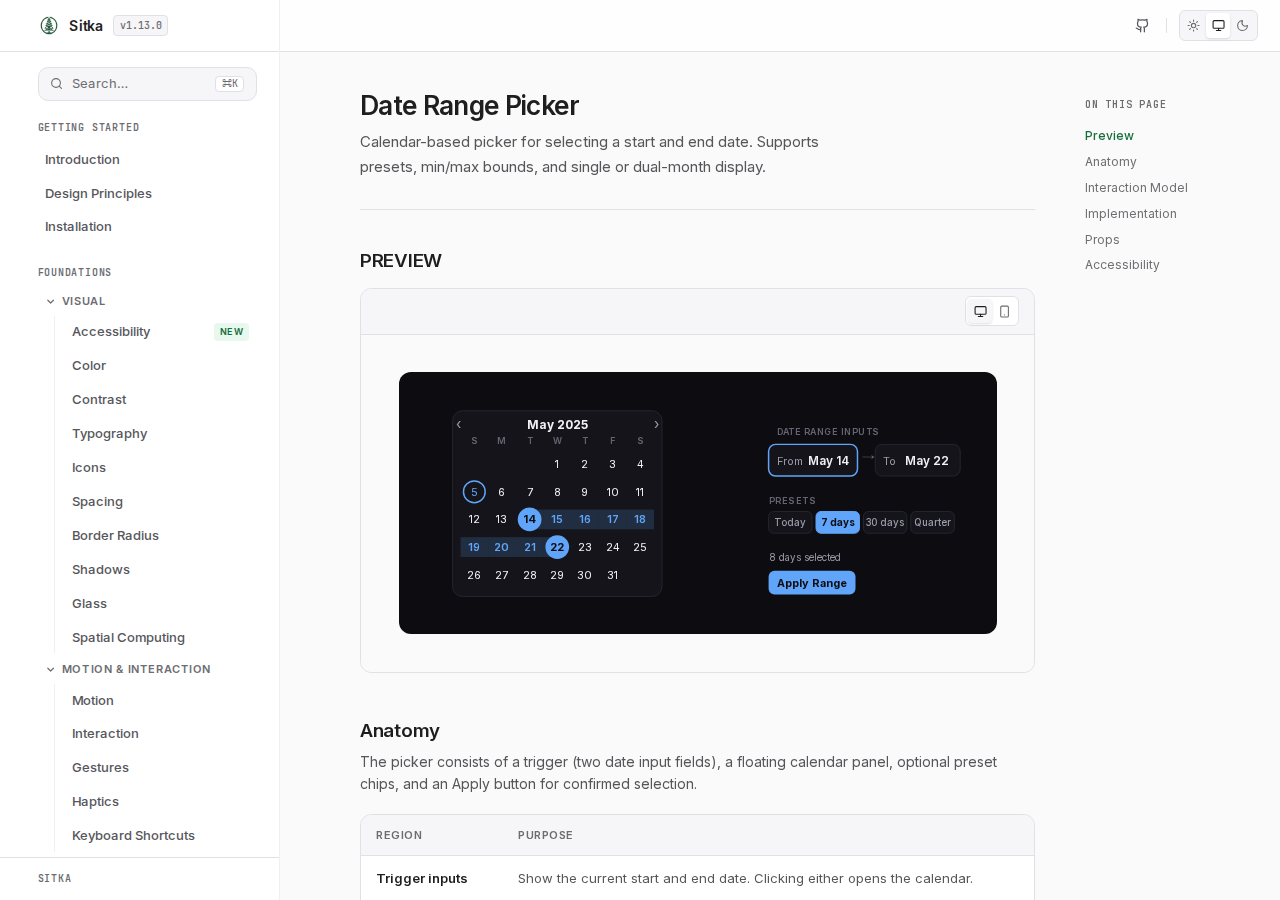 Sitka v1.13.0
Search... ⌘K
GETTING STARTED
Introduction
Design Principles
Installation
FOUNDATIONS
VISUAL
Accessibility NEW
Color
Contrast
Typography
Icons
Spacing
Border Radius
Shadows
Glass
Spatial Computing
MOTION & INTERACTION
Motion
Interaction
Gestures
Haptics
Keyboard Shortcuts
SITKA
Date Range Picker
Calendar-based picker for selecting a start and end date. Supports
presets, min/max bounds, and single or dual-month display.
PREVIEW
‹ May 2025 ›
S M T W T F S
1 2 3 4
5 6 7 8 9 10 11
12 13 14 15 16 17 18
19 20 21 22 23 24 25
26 27 28 29 30 31
DATE RANGE INPUTS
From May 14 → To May 22
PRESETS
Today 7 days 30 days Quarter
8 days selected
Apply Range
Anatomy
The picker consists of a trigger (two date input fields), a floating calendar panel, optional preset
chips, and an Apply button for confirmed selection.
REGION PURPOSE
Trigger inputs Show the current start and end date. Clicking either opens the calendar.
ON THIS PAGE
Preview
Anatomy
Interaction Model
Implementation
Props
Accessibility